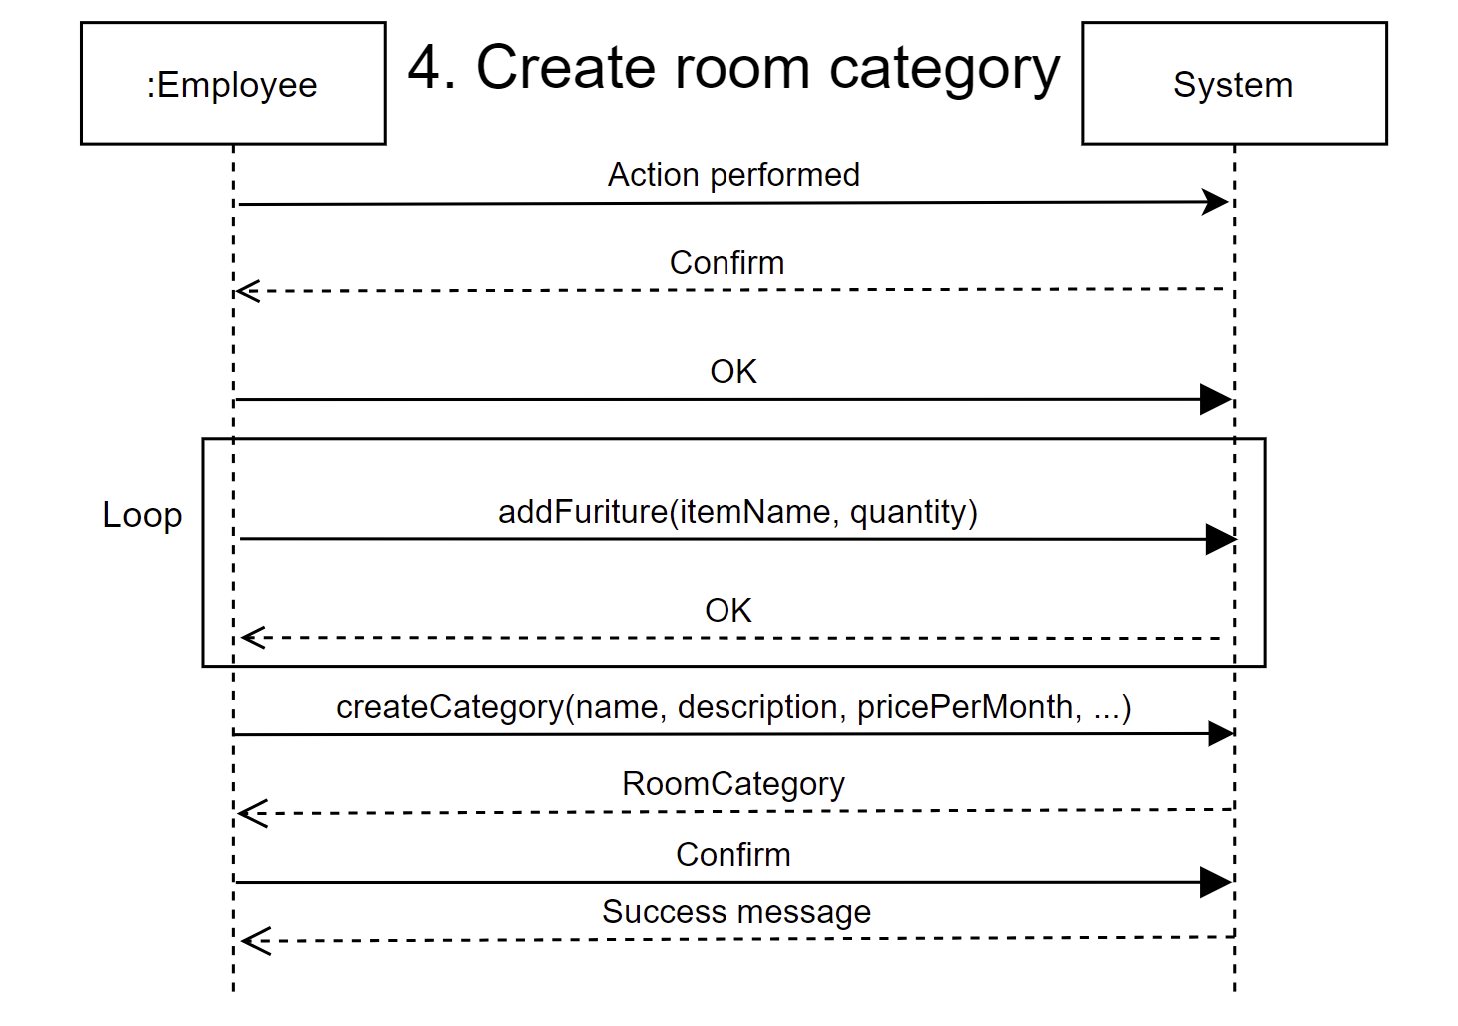 :Employee
4. Create room category
System
Action performed
Confirm
OK
Loop
addFuriture(itemName, quantity)
OK
createCategory(name, description, pricePerMonth, ...)
RoomCategory
Confirm
Success message